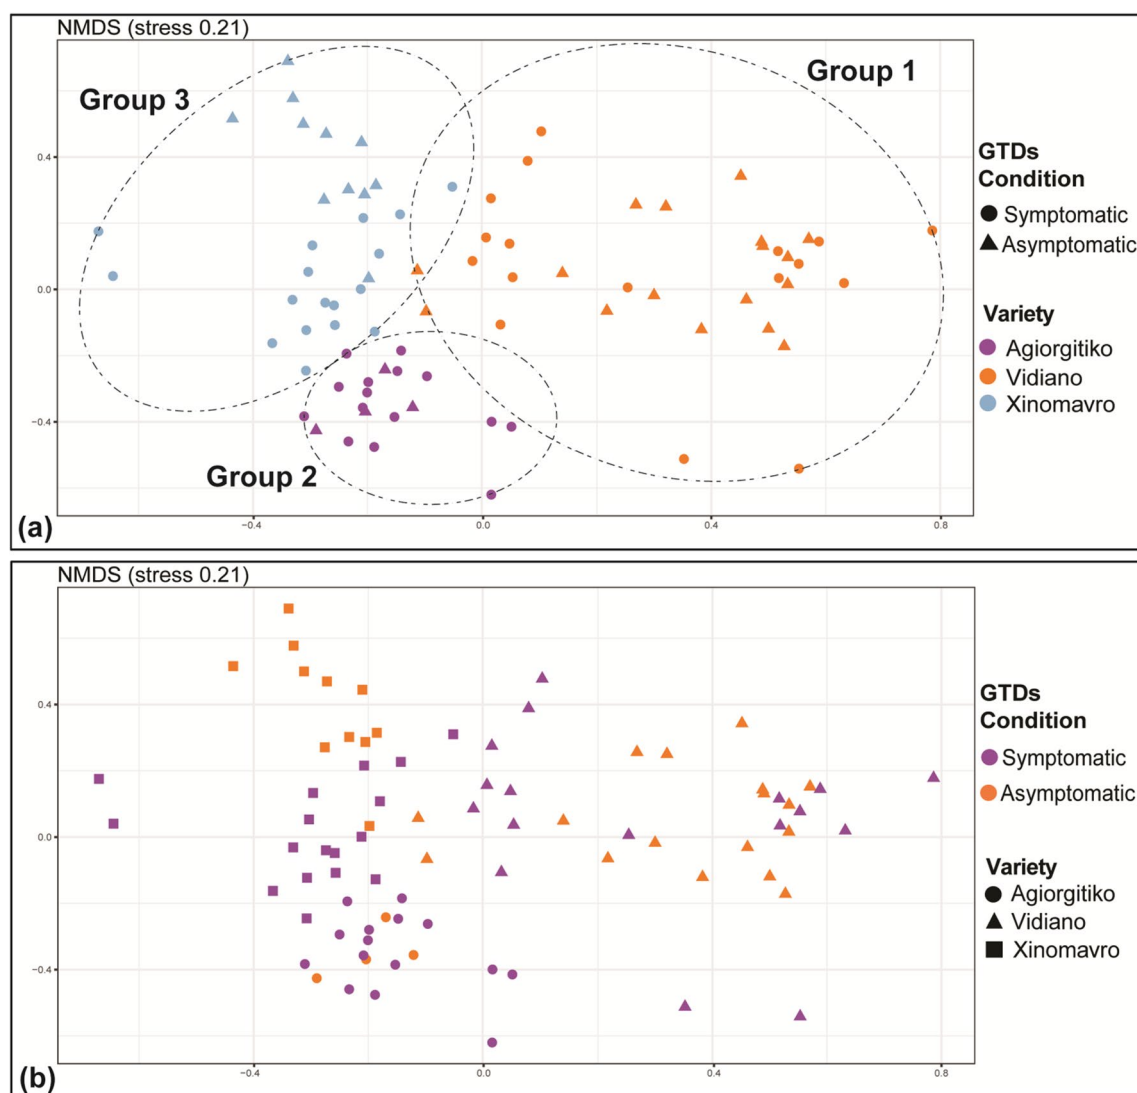 NMDS (stress 0.21)
Group 3
Group 1
Group 2
0.4
0.0
−0.4
−0.4
0.0
0.4
0.8
(a)
GTDs
Condition
Symptomatic
Asymptomatic
Variety
Agiorgitiko
Vidiano
Xinomavro
NMDS (stress 0.21)
0.4
0.0
−0.4
−0.4
0.0
0.4
0.8
(b)
GTDs
Condition
Symptomatic
Asymptomatic
Variety
Agiorgitiko
Vidiano
Xinomavro